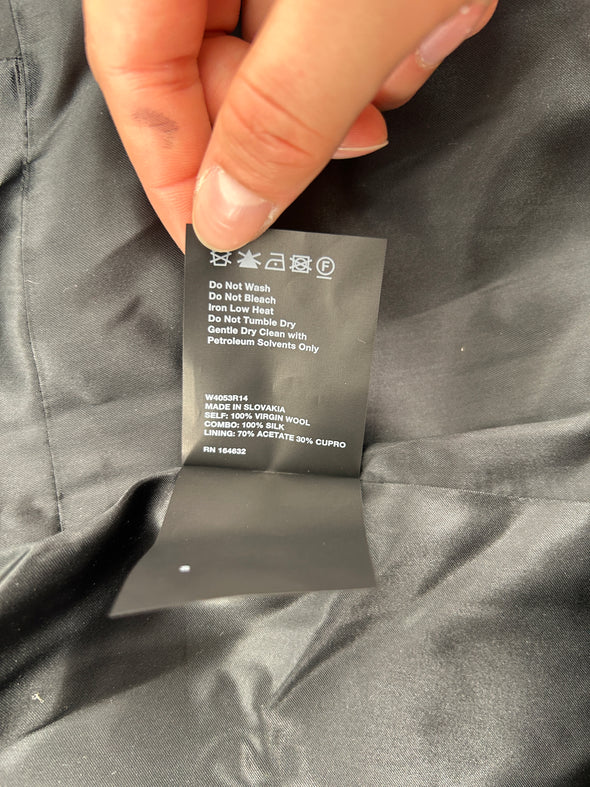 F
Do Not Wash
Do Not Bleach
Iron Low Heat
Do Not Tumble Dry
Gentle Dry Clean with
Petroleum Solvents Only
W4053R14
MADE IN SLOVAKIA
SELF: 100% VIRGIN WOOL
COMBO: 100% SILK
LINING: 70% ACETATE 30% CUPRO
RN 164632